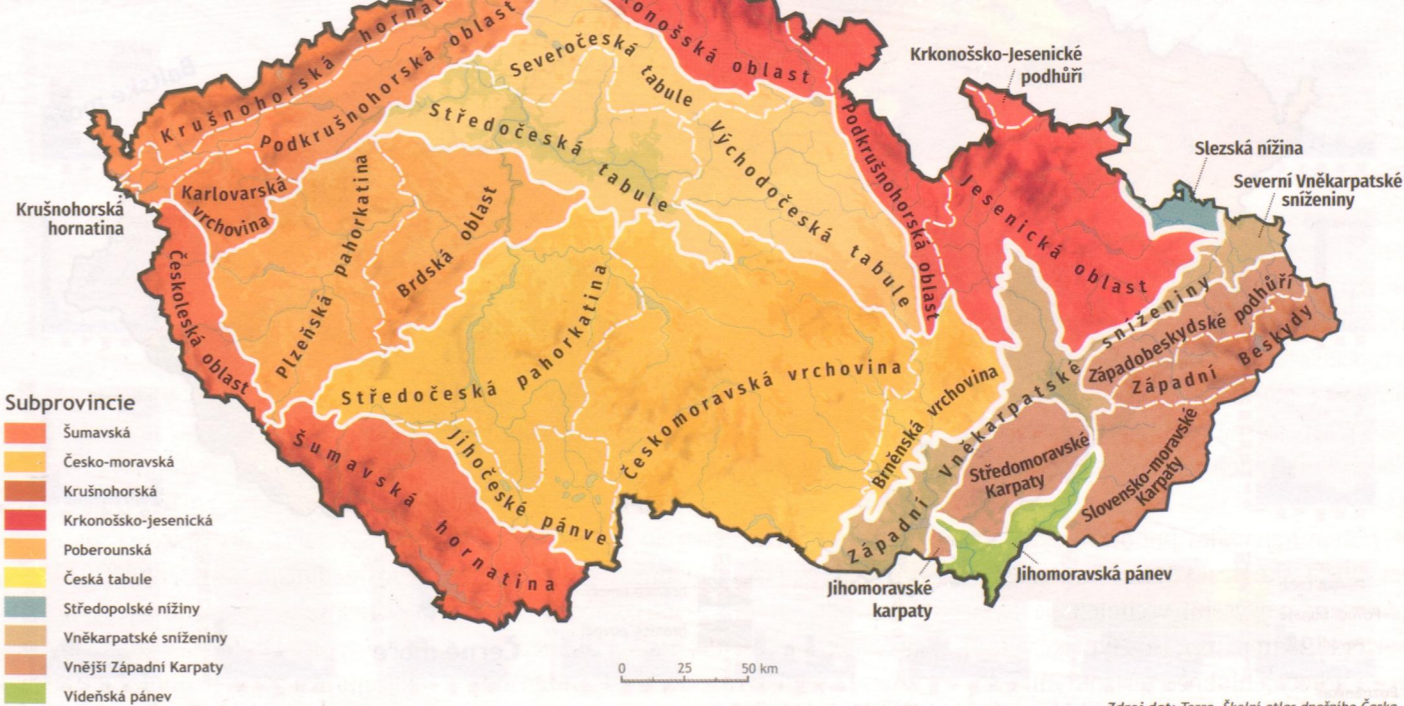 Krušnohorská hornat
Podkrušnohorská oblast
Severočeská tabule
konošská oblast
Krkonošsko-Jesenické
podhůří
Středočeská tabule
Východočeská tabule
Podkrušnohorská oblast
Slezská nížina
Severní Vněkarpatské
sníženiny
Karlovarská
vrchovina
Krušnohorská
hornatina
Plzeňská pahorkatina
Brdská oblast
Jesenická oblast
Českoleská oblast
Středočeská pahorkatina
Českomoravská vrchovina
Brněnská vrchovina
Západní Vněkarpatské sníženiny
Západobeskydské podhůří
Západní Beskydy
Středomoravské
Karpaty
Slovensko-moravské
Karpaty
Šumavská hornatina
Jihočeské pánve
Jihomoravské
karpaty
Jihomoravská pánev
Subprovincie
Šumavská
Česko-moravská
Krušnohorská
Krkonošsko-jesenická
Poberounská
Česká tabule
Středopolské nížiny
Vněkarpatské sníženiny
Vnější Západní Karpaty
Vídeňská pánev
0 25 50 km